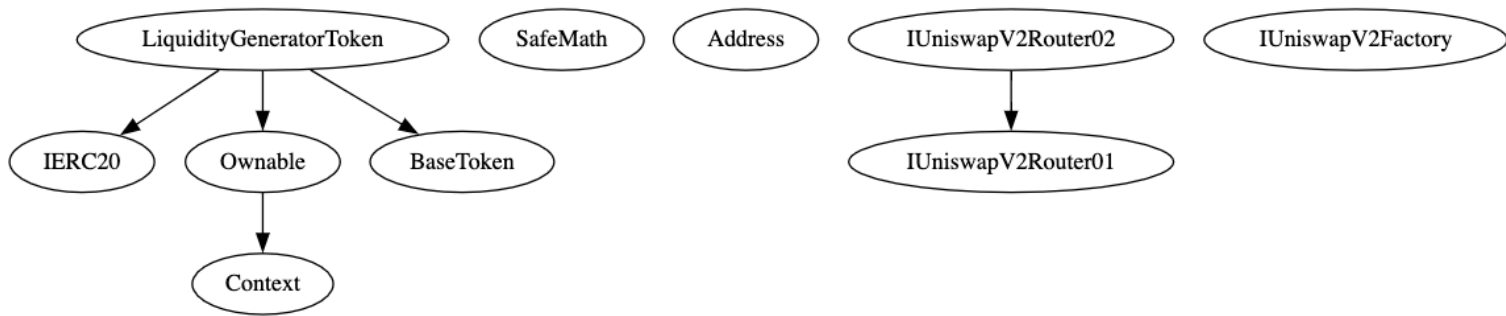 LiquidityGeneratorToken
SafeMath
Address
IUniswapV2Router02
IUniswapV2Factory
IERC20
Ownable
BaseToken
IUniswapV2Router01
Context